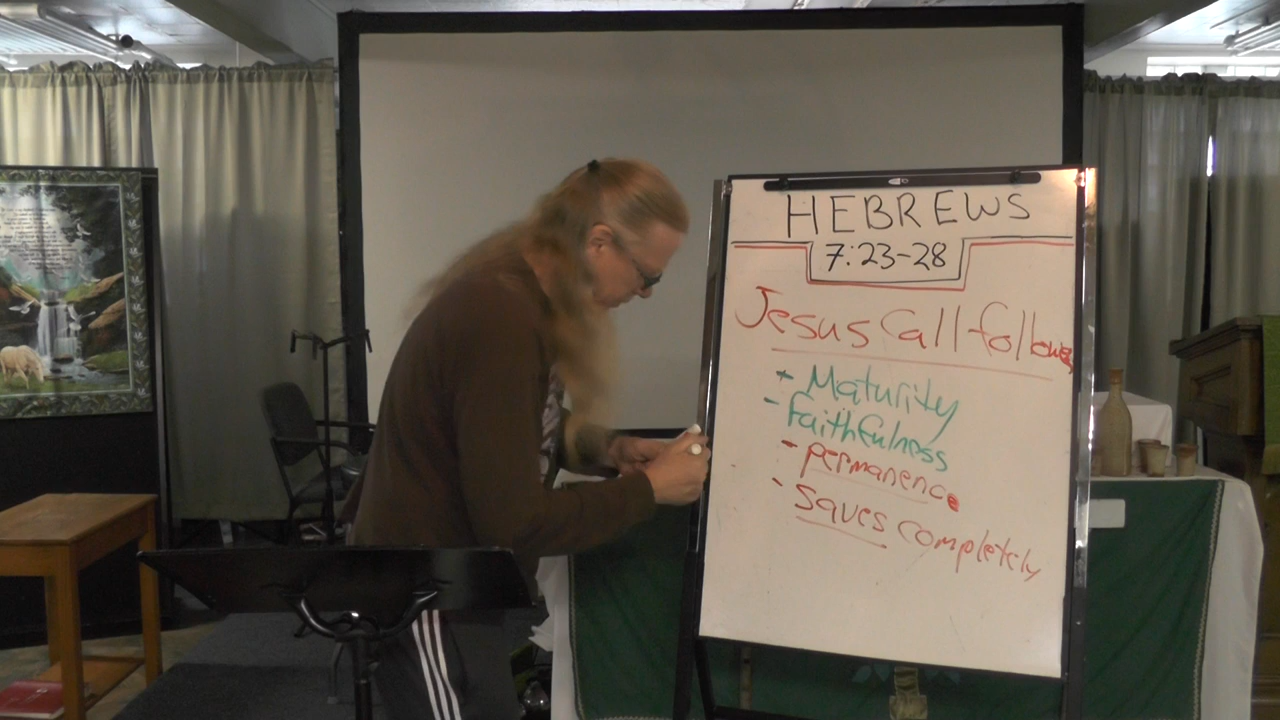 HEBREWS
7:23-28
Jesus Call followers
+ Maturity
- faithfulness
- permanence
- saves completely